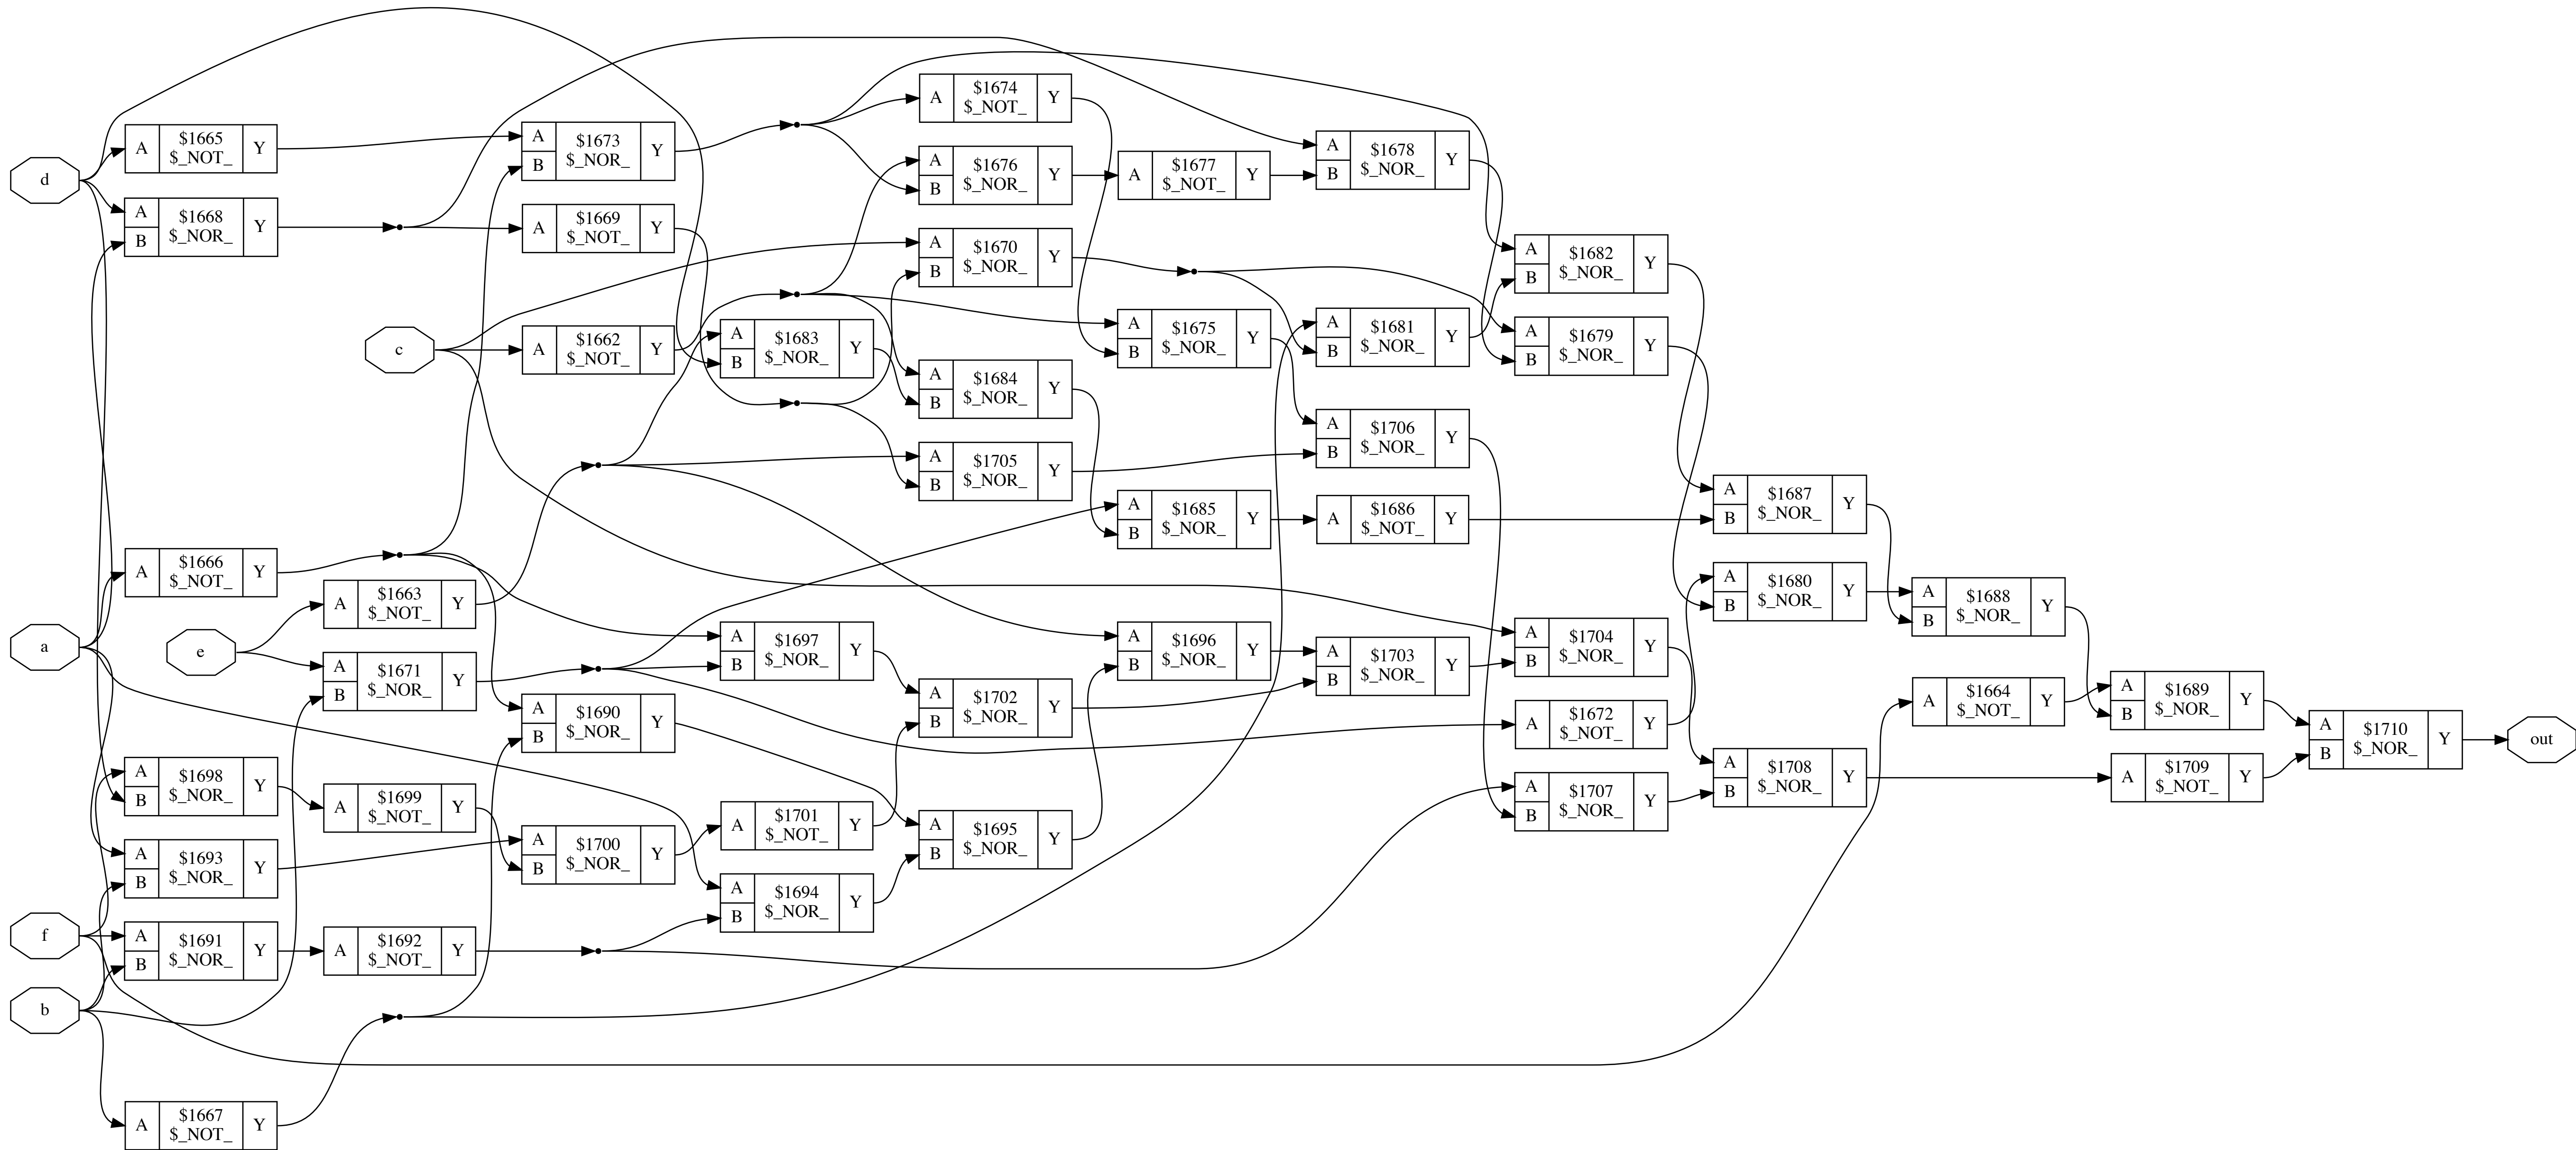 d
a
f
b
e
c
out
A $1665 Y
$_NOT_
A $1668 Y
B $_NOR_
A $1666 Y
$_NOT_
A $1698 Y
B $_NOR_
A $1693 Y
B $_NOR_
A $1691 Y
B $_NOR_
A $1667 Y
$_NOT_
A $1663 Y
$_NOT_
A $1671 Y
B $_NOR_
A $1699 Y
$_NOT_
A $1692 Y
$_NOT_
A $1673 Y
B $_NOR_
A $1669 Y
$_NOT_
A $1662 Y
$_NOT_
A $1690 Y
B $_NOR_
A $1700 Y
B $_NOR_
A $1683 Y
B $_NOR_
A $1697 Y
B $_NOR_
A $1701 Y
$_NOT_
A $1694 Y
B $_NOR_
A $1674 Y
$_NOT_
A $1676 Y
B $_NOR_
A $1670 Y
B $_NOR_
A $1684 Y
B $_NOR_
A $1705 Y
B $_NOR_
A $1702 Y
B $_NOR_
A $1695 Y
B $_NOR_
A $1677 Y
$_NOT_
A $1675 Y
B $_NOR_
A $1685 Y
B $_NOR_
A $1696 Y
B $_NOR_
A $1678 Y
B $_NOR_
A $1681 Y
B $_NOR_
A $1706 Y
B $_NOR_
A $1686 Y
$_NOT_
A $1703 Y
B $_NOR_
A $1682 Y
B $_NOR_
A $1679 Y
B $_NOR_
A $1704 Y
B $_NOR_
A $1672 Y
$_NOT_
A $1707 Y
B $_NOR_
A $1687 Y
B $_NOR_
A $1680 Y
B $_NOR_
A $1708 Y
B $_NOR_
A $1688 Y
B $_NOR_
A $1664 Y
$_NOT_
A $1689 Y
B $_NOR_
A $1709 Y
$_NOT_
A $1710 Y
B $_NOR_